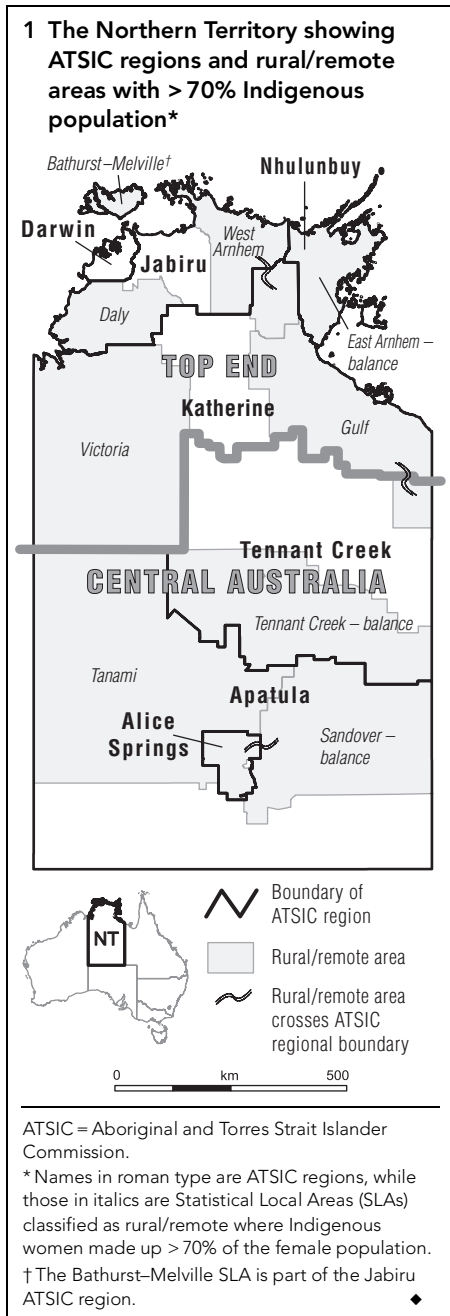 1 The Northern Territory showing
ATSIC regions and rural/remote
areas with >70% Indigenous
population*
Bathurst–Melville†
Nhulunbuy
Darwin
West
Arnhem
Jabiru
Daly
East Arnhem –
balance
TOP END
Katherine
Gulf
Victoria
Tennant Creek
CENTRAL AUSTRALIA
Tennant Creek – balance
Tanami
Apatula
Alice
Springs
Sandover –
balance
NT
Boundary of
ATSIC region
Rural/remote area
Rural/remote area
crosses ATSIC
regional boundary
0 km 500
ATSIC = Aboriginal and Torres Strait Islander
Commission.
* Names in roman type are ATSIC regions, while
those in italics are Statistical Local Areas (SLAs)
classified as rural/remote where Indigenous
women made up >70% of the female population.
† The Bathurst–Melville SLA is part of the Jabiru
ATSIC region. ◆